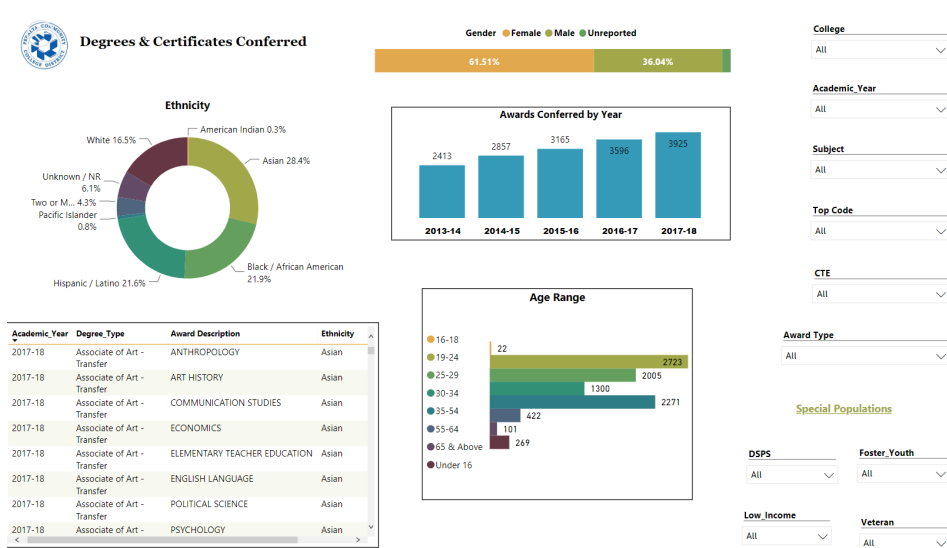 PERALTA COMMUNITY COLLEGE DISTRICT
Degrees & Certificates Conferred
Gender Female Male Unreported
61.51% 36.04%
Ethnicity
American Indian 0.3%
White 16.5%
Asian 28.4%
Unknown / NR
6.1%
Two or M... 4.3%
Pacific Islander
0.8%
Black / African American
21.9%
Hispanic / Latino 21.6%
Awards Conferred by Year
2413 2857 3165 3596 3925
2013-14 2014-15 2015-16 2016-17 2017-18
Academic_Year Degree_Type Award Description Ethnicity
2017-18 Associate of Art - ANTHROPOLOGY Asian
Transfer
2017-18 Associate of Art - ART HISTORY Asian
Transfer
2017-18 Associate of Art - COMMUNICATION STUDIES Asian
Transfer
2017-18 Associate of Art - ECONOMICS Asian
Transfer
2017-18 Associate of Art - ELEMENTARY TEACHER EDUCATION Asian
Transfer
2017-18 Associate of Art - ENGLISH LANGUAGE Asian
Transfer
2017-18 Associate of Art - POLITICAL SCIENCE Asian
Transfer
2017-18 Associate of Art - PSYCHOLOGY Asian
Age Range
16-18
19-24
25-29
30-34
35-54
55-64
65 & Above
Under 16
22
2723
2005
1300
2271
422
101
269
College
All
Academic_Year
All
Subject
All
Top Code
All
CTE
All
Award Type
All
Special Populations
DSPS Foster_Youth
All All
Low_Income Veteran
All All